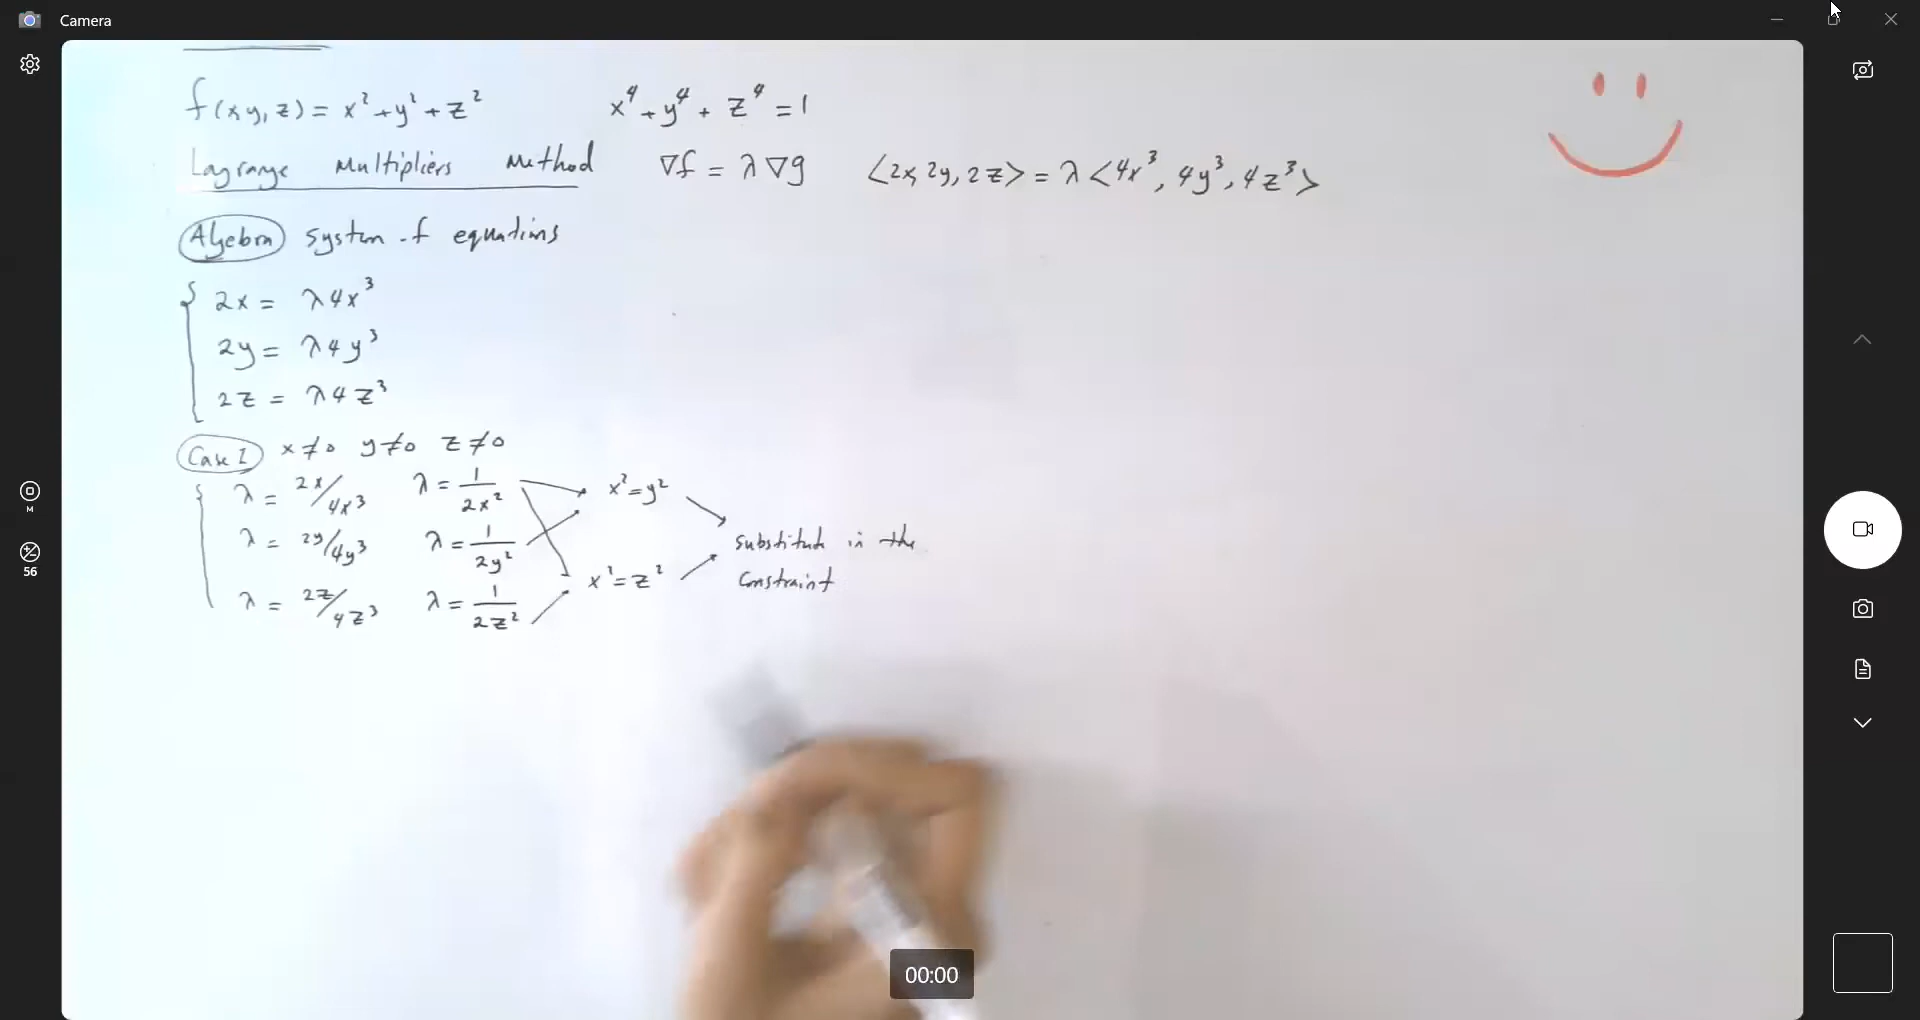 Camera
f(x,y,z) = x² + y² + z² x⁴ + y⁴ + z⁴ = 1
Lagrange Multipliers Method ∇f = λ∇g <2x, 2y, 2z> = λ <4x³, 4y³, 4z³>
Algebra system of equations
2x = λ4x³
2y = λ4y³
2z = λ4z³
Case I x≠0 y≠0 z≠0
λ = 2x/4x³ λ = 1/2x² x² = y²
λ = 2y/4y³ λ = 1/2y² substitute in the
λ = 2z/4z³ λ = 1/2z² x² = z² constraint
M
56
00:00